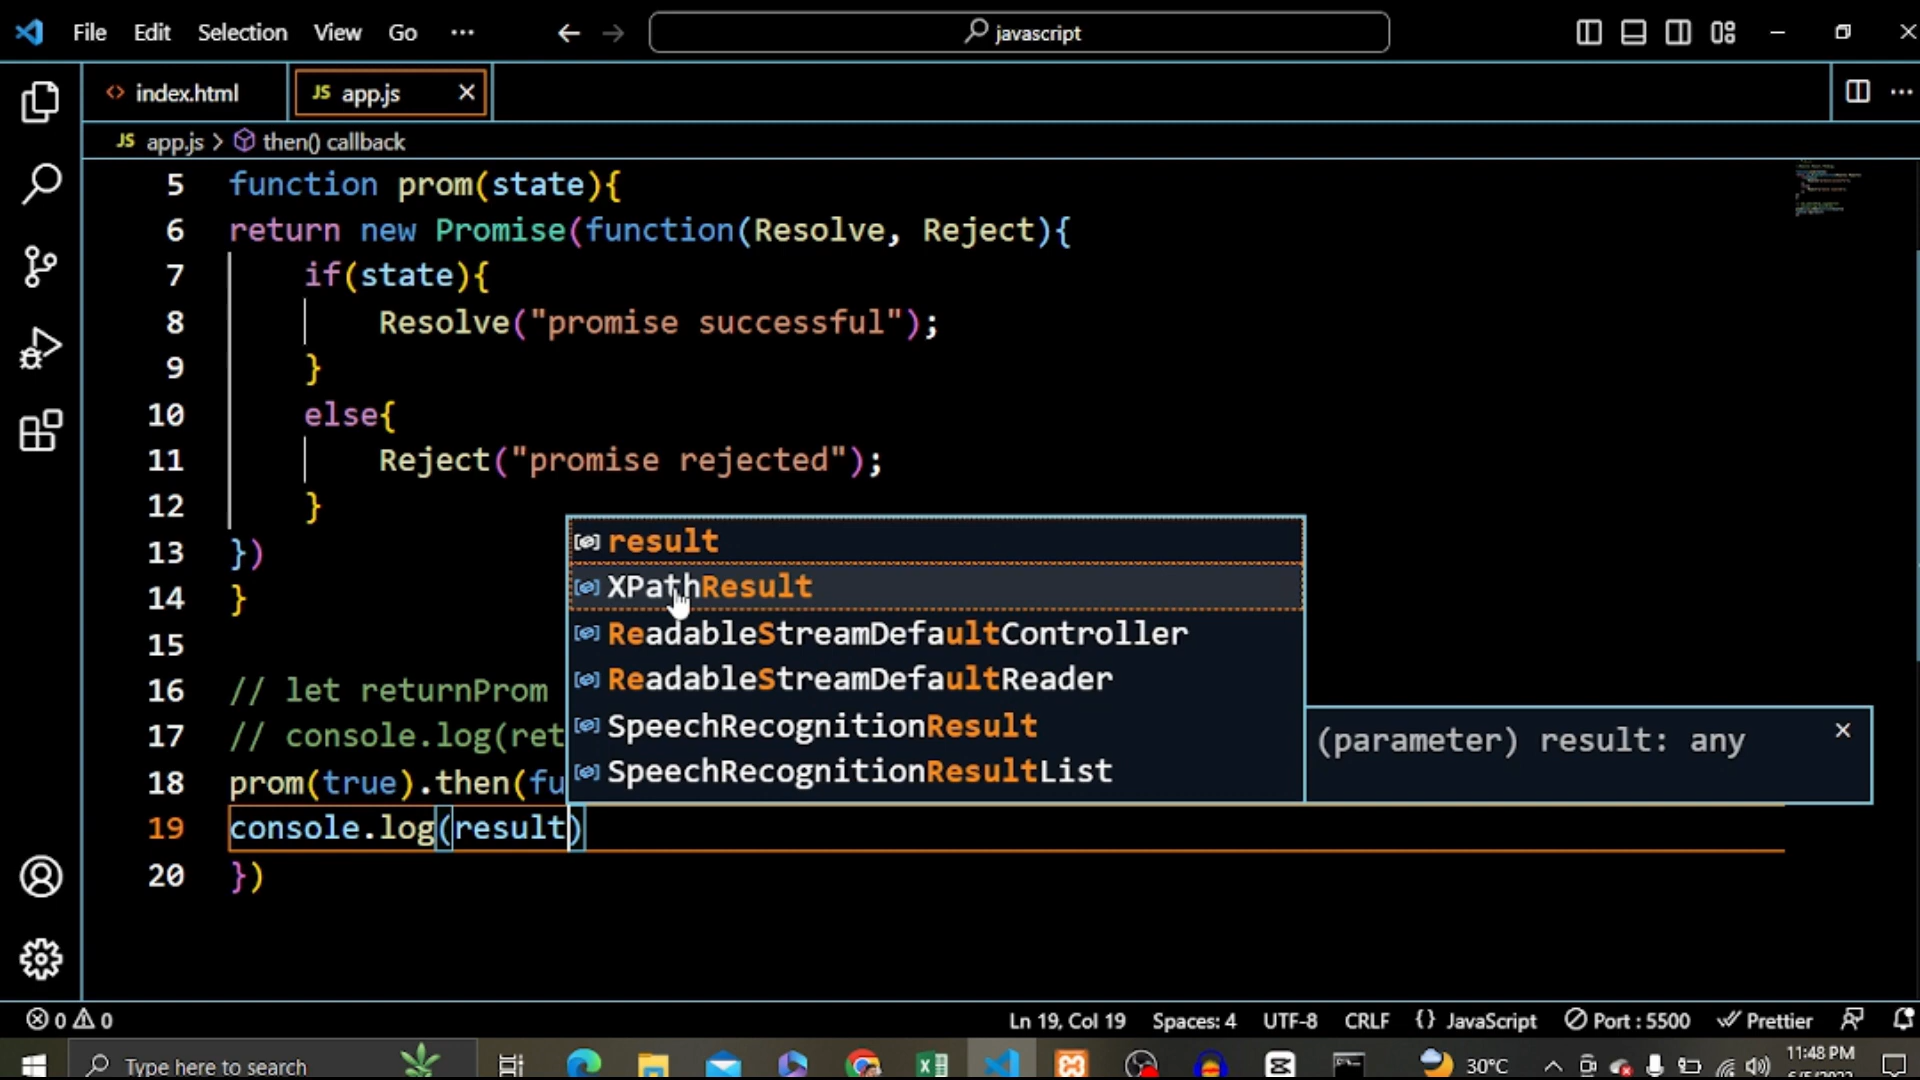 File Edit Selection View Go ··· javascript
index.html JS app.js
JS app.js > then() callback
5 function prom(state){
6 return new Promise(function(Resolve, Reject){
7 if(state){
8 Resolve("promise successful");
9 }
10 else{
11 Reject("promise rejected");
12 }
13 })
14 }
15
16 // let returnProm
17 // console.log(ret
18 prom(true).then(fu
19 console.log(result)
20 })
result
XPathResult
ReadableStreamDefaultController
ReadableStreamDefaultReader
SpeechRecognitionResult
SpeechRecognitionResultList
(parameter) result: any
0 0 Ln 19, Col 19 Spaces: 4 UTF-8 CRLF {} JavaScript Port : 5500 Prettier
Type here to search 30°C 11:48 PM